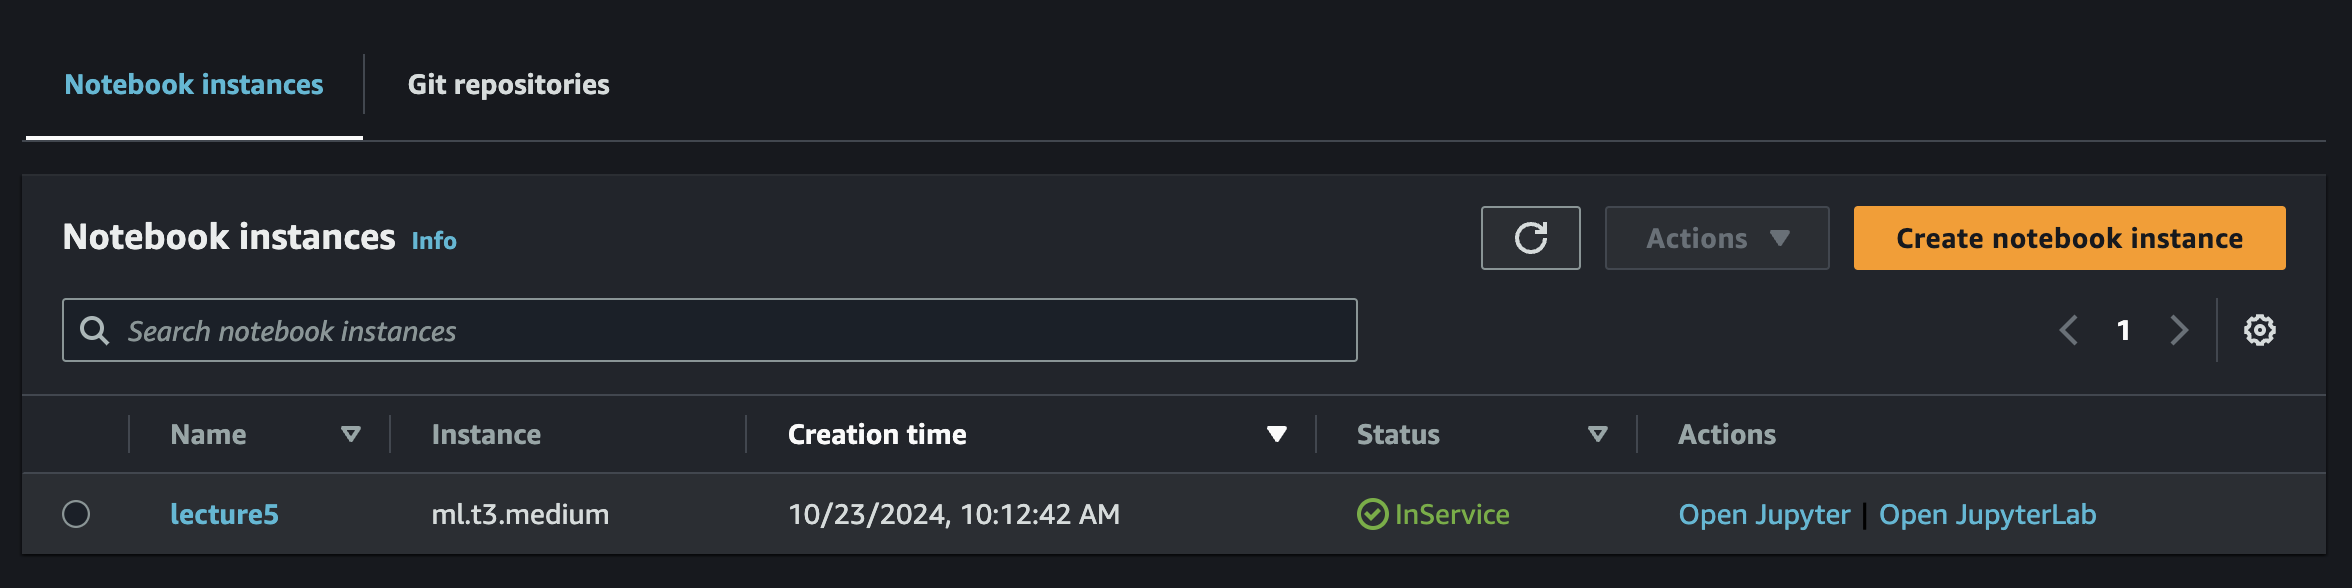 Notebook instances Git repositories
Notebook instances Info Actions Create notebook instance
Search notebook instances 1
Name Instance Creation time Status Actions
lecture5 ml.t3.medium 10/23/2024, 10:12:42 AM InService Open Jupyter | Open JupyterLab